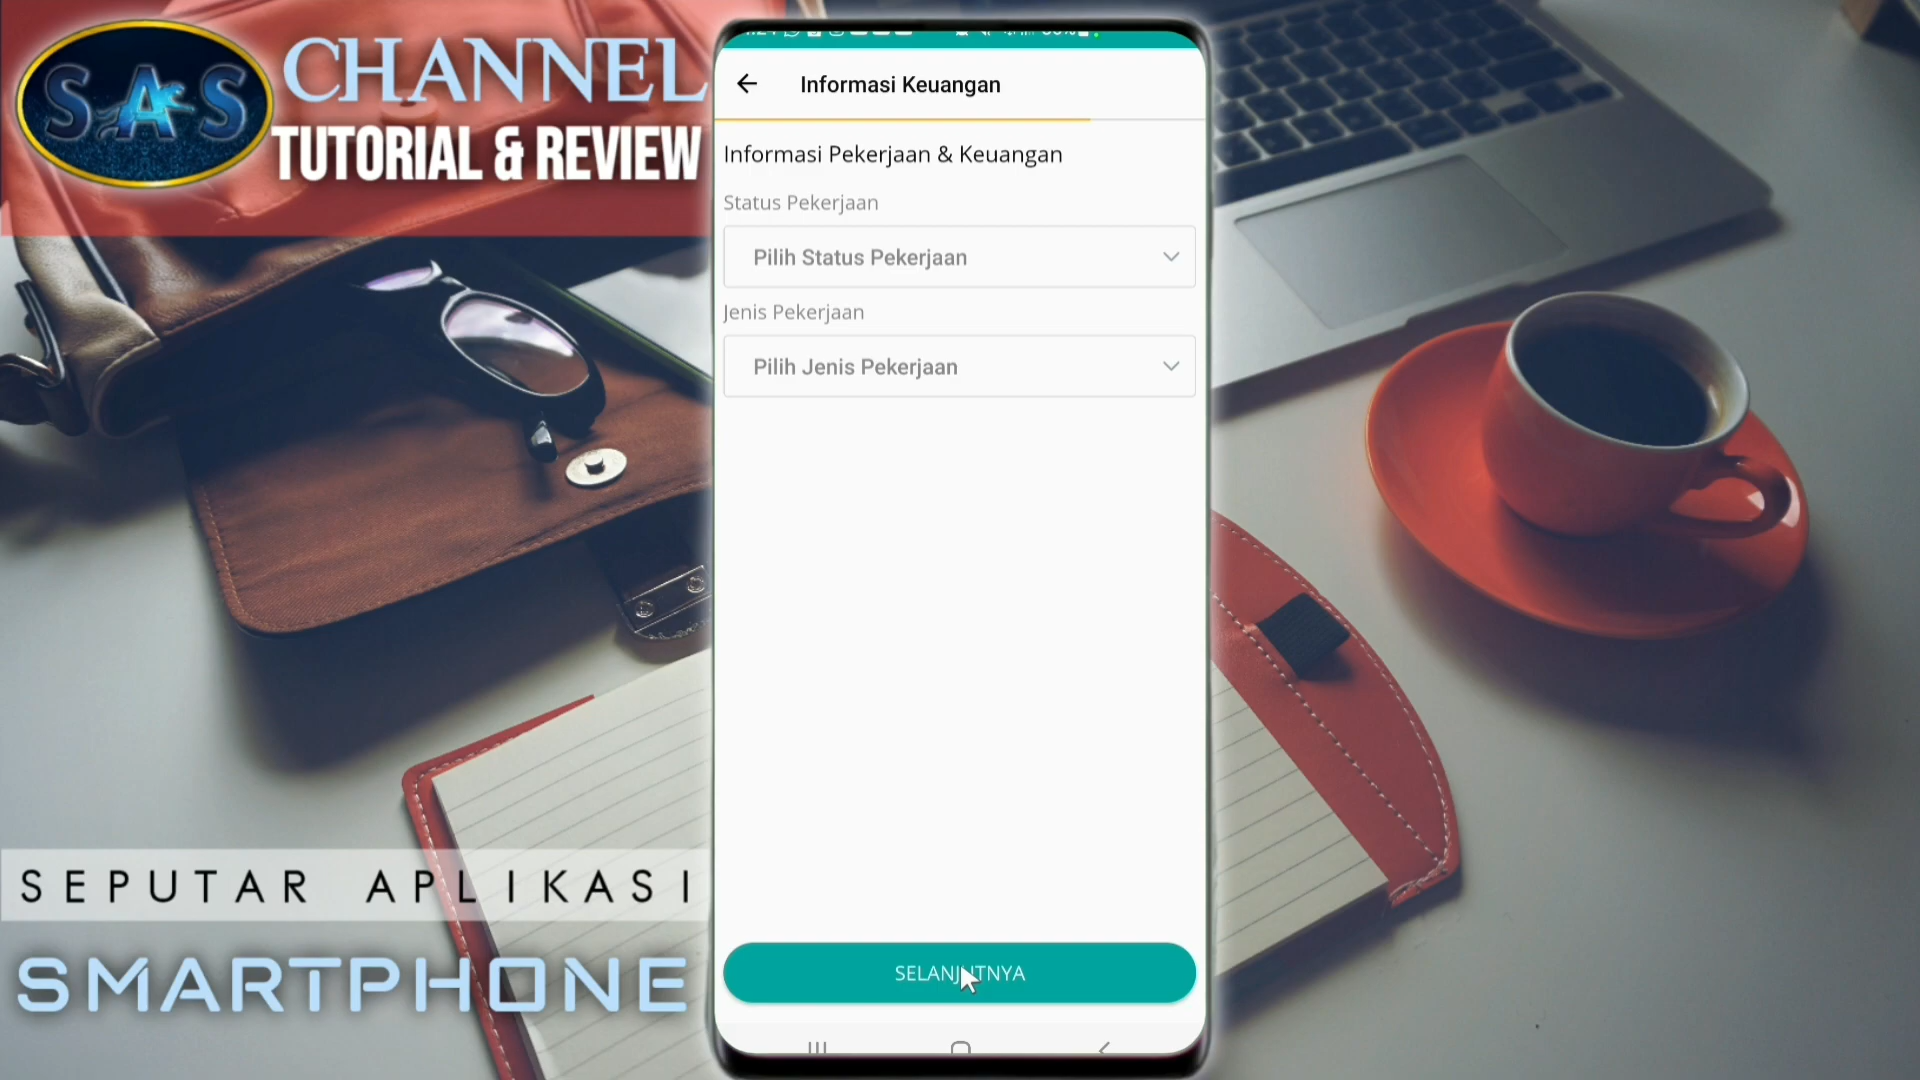 SAS
CHANNEL
TUTORIAL & REVIEW
Informasi Keuangan
Informasi Pekerjaan & Keuangan
Status Pekerjaan
Pilih Status Pekerjaan
Jenis Pekerjaan
Pilih Jenis Pekerjaan
SELANJUTNYA
SEPUTAR APLIKASI
SMARTPHONE